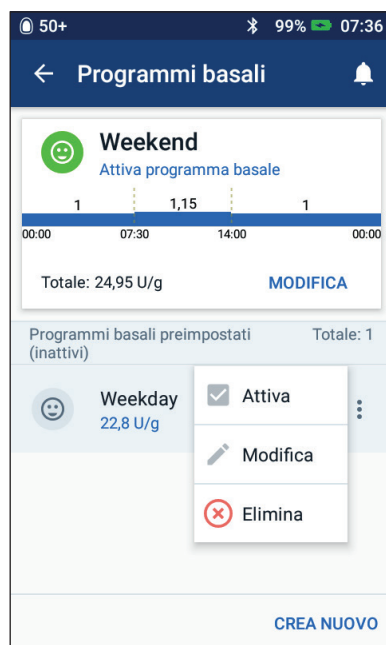 50+ 99% 07:36
Programmi basali
Weekend
Attiva programma basale
1 1,15 1
00:00 07:30 14:00 00:00
Totale: 24,95 U/g MODIFICA
Programmi basali preimpostati Totale: 1
(inattivi)
Weekday
22,8 U/g
Attiva
Modifica
Elimina
CREA NUOVO